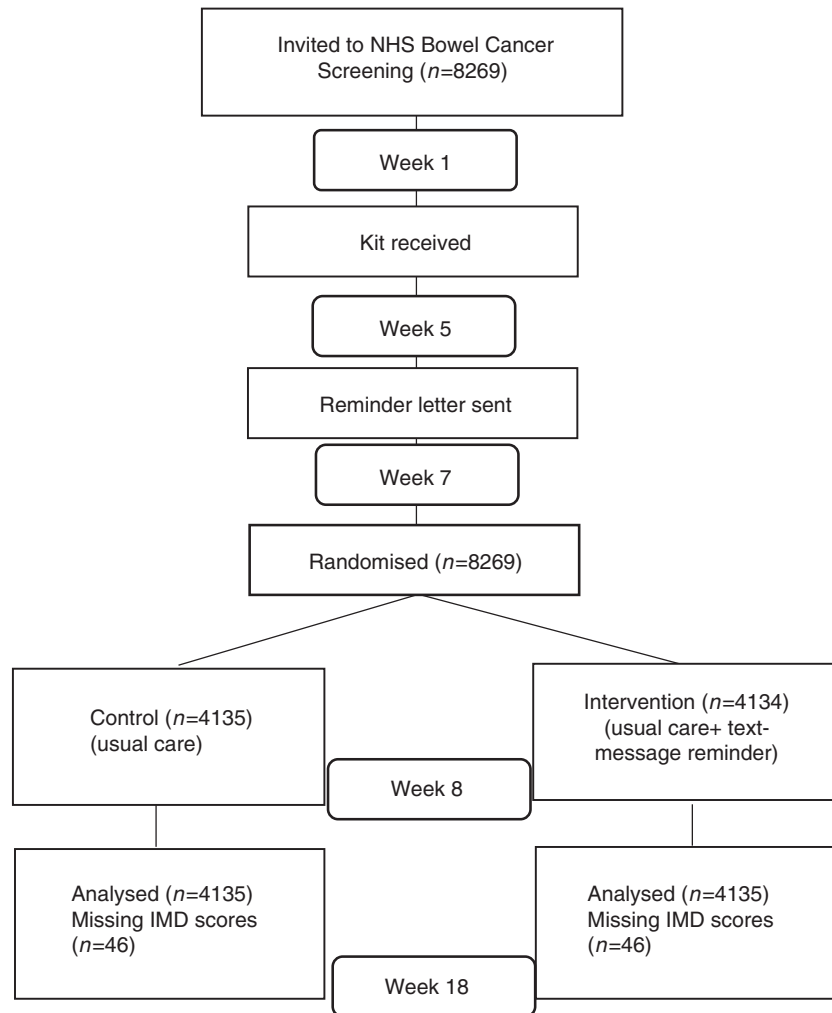 Invited to NHS Bowel Cancer
Screening (n=8269)
Week 1
Kit received
Week 5
Reminder letter sent
Week 7
Randomised (n=8269)
Control (n=4135)
(usual care)
Intervention (n=4134)
(usual care+ text-
message reminder)
Week 8
Analysed (n=4135)
Missing IMD scores
(n=46)
Analysed (n=4135)
Missing IMD scores
(n=46)
Week 18